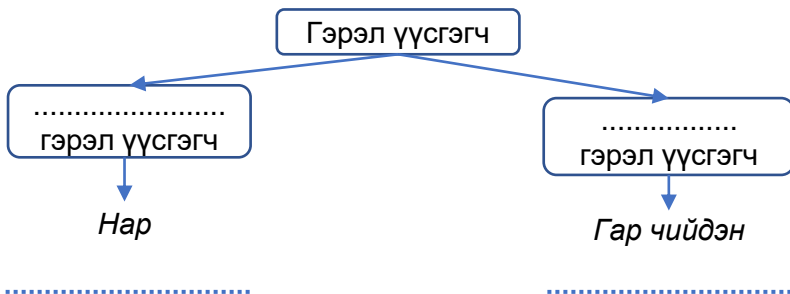 Гэрэл үүсгэгч
.......................
гэрэл үүсгэгч
.................
гэрэл үүсгэгч
Нар
Гар чийдэн